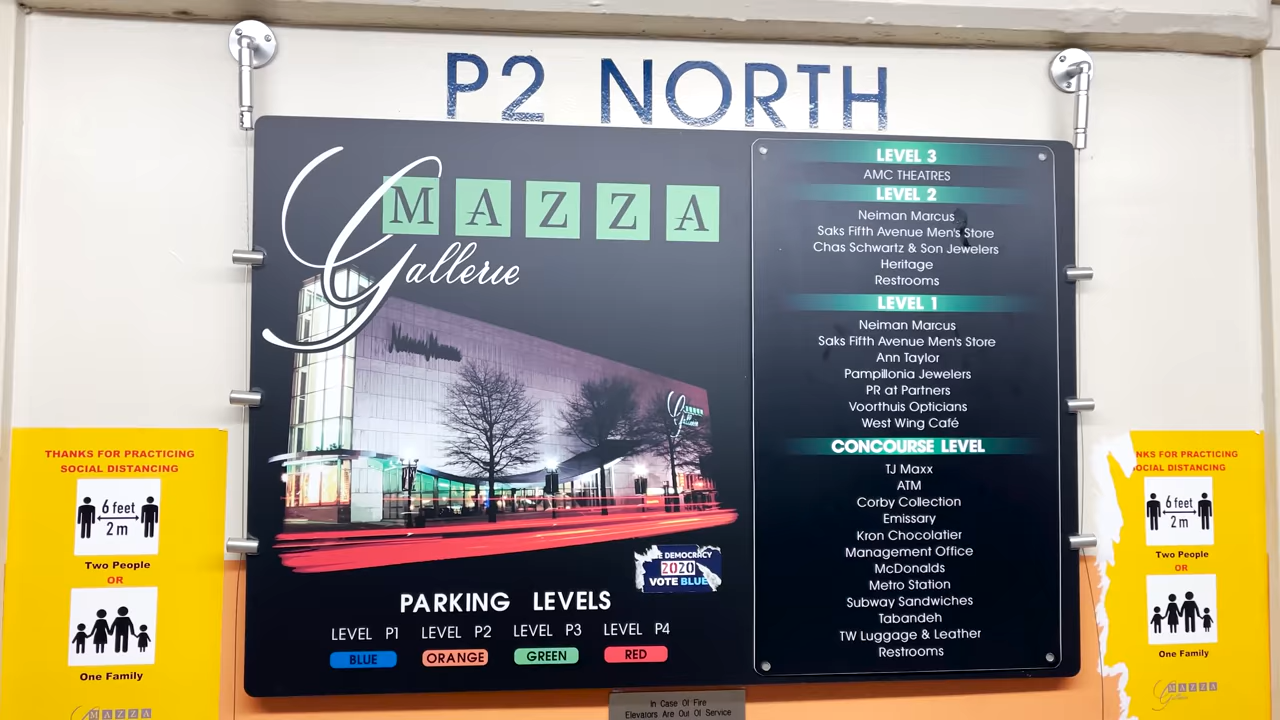 P2 NORTH
MAZZA
Gallerie
Neiman Marcus
LEVEL 3
AMC THEATRES
LEVEL 2
Neiman Marcus
Saks Fifth Avenue Men's Store
Chas Schwartz & Son Jewelers
Heritage
Restrooms
LEVEL 1
Neiman Marcus
Saks Fifth Avenue Men's Store
Ann Taylor
Pampillonia Jewelers
PR at Partners
Voorthuis Opticians
West Wing Café
CONCOURSE LEVEL
TJ Maxx
ATM
Corby Collection
Emissary
Kron Chocolatier
Management Office
McDonalds
Metro Station
Subway Sandwiches
Tabandeh
TW Luggage & Leather
Restrooms
DEMOCRACY
2020
VOTE BLUE
PARKING LEVELS
LEVEL P1 LEVEL P2 LEVEL P3 LEVEL P4
BLUE ORANGE GREEN RED
In Case Of Fire
Elevators Are Out Of Service
THANKS FOR PRACTICING
SOCIAL DISTANCING
6 feet
2 m
Two People
OR
One Family
MAZZA
NKS FOR PRACTICING
OCIAL DISTANCING
6 feet
2 m
Two People
OR
One Family
MAZZA
Gallerie